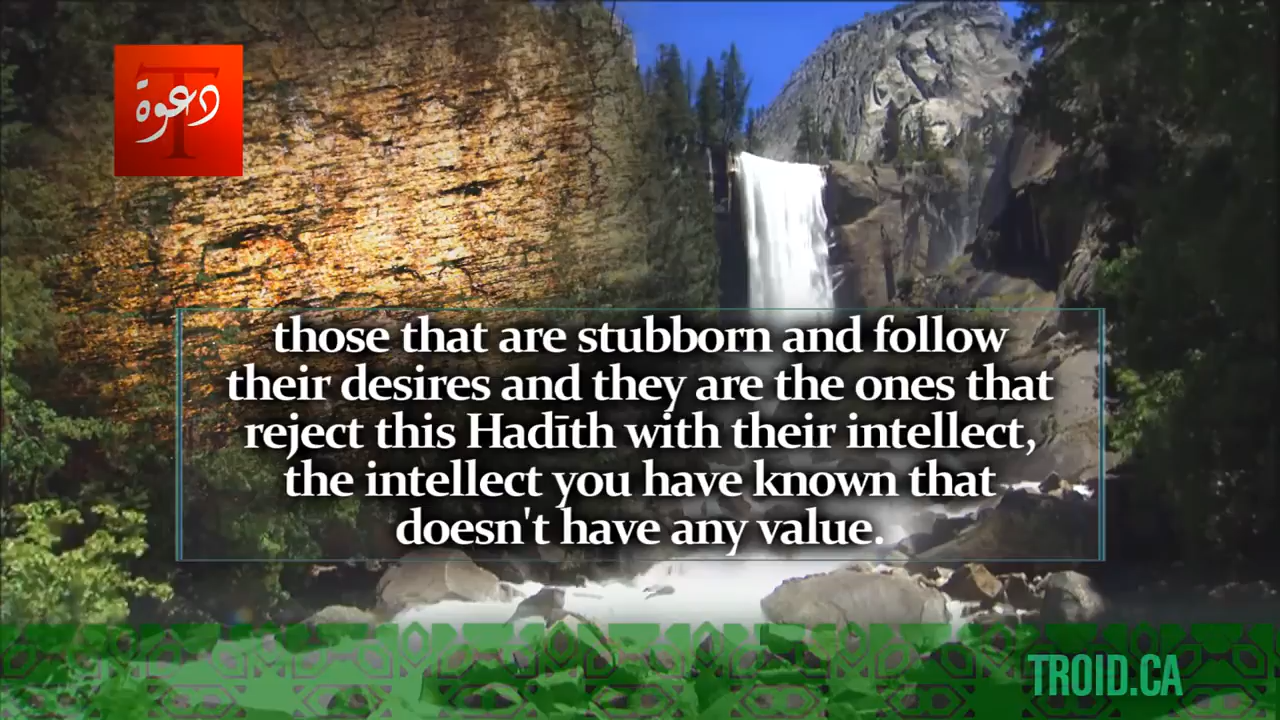 T
دعوة
those that are stubborn and follow
their desires and they are the ones that
reject this Hadīth with their intellect,
the intellect you have known that
doesn't have any value.
TROID.CA